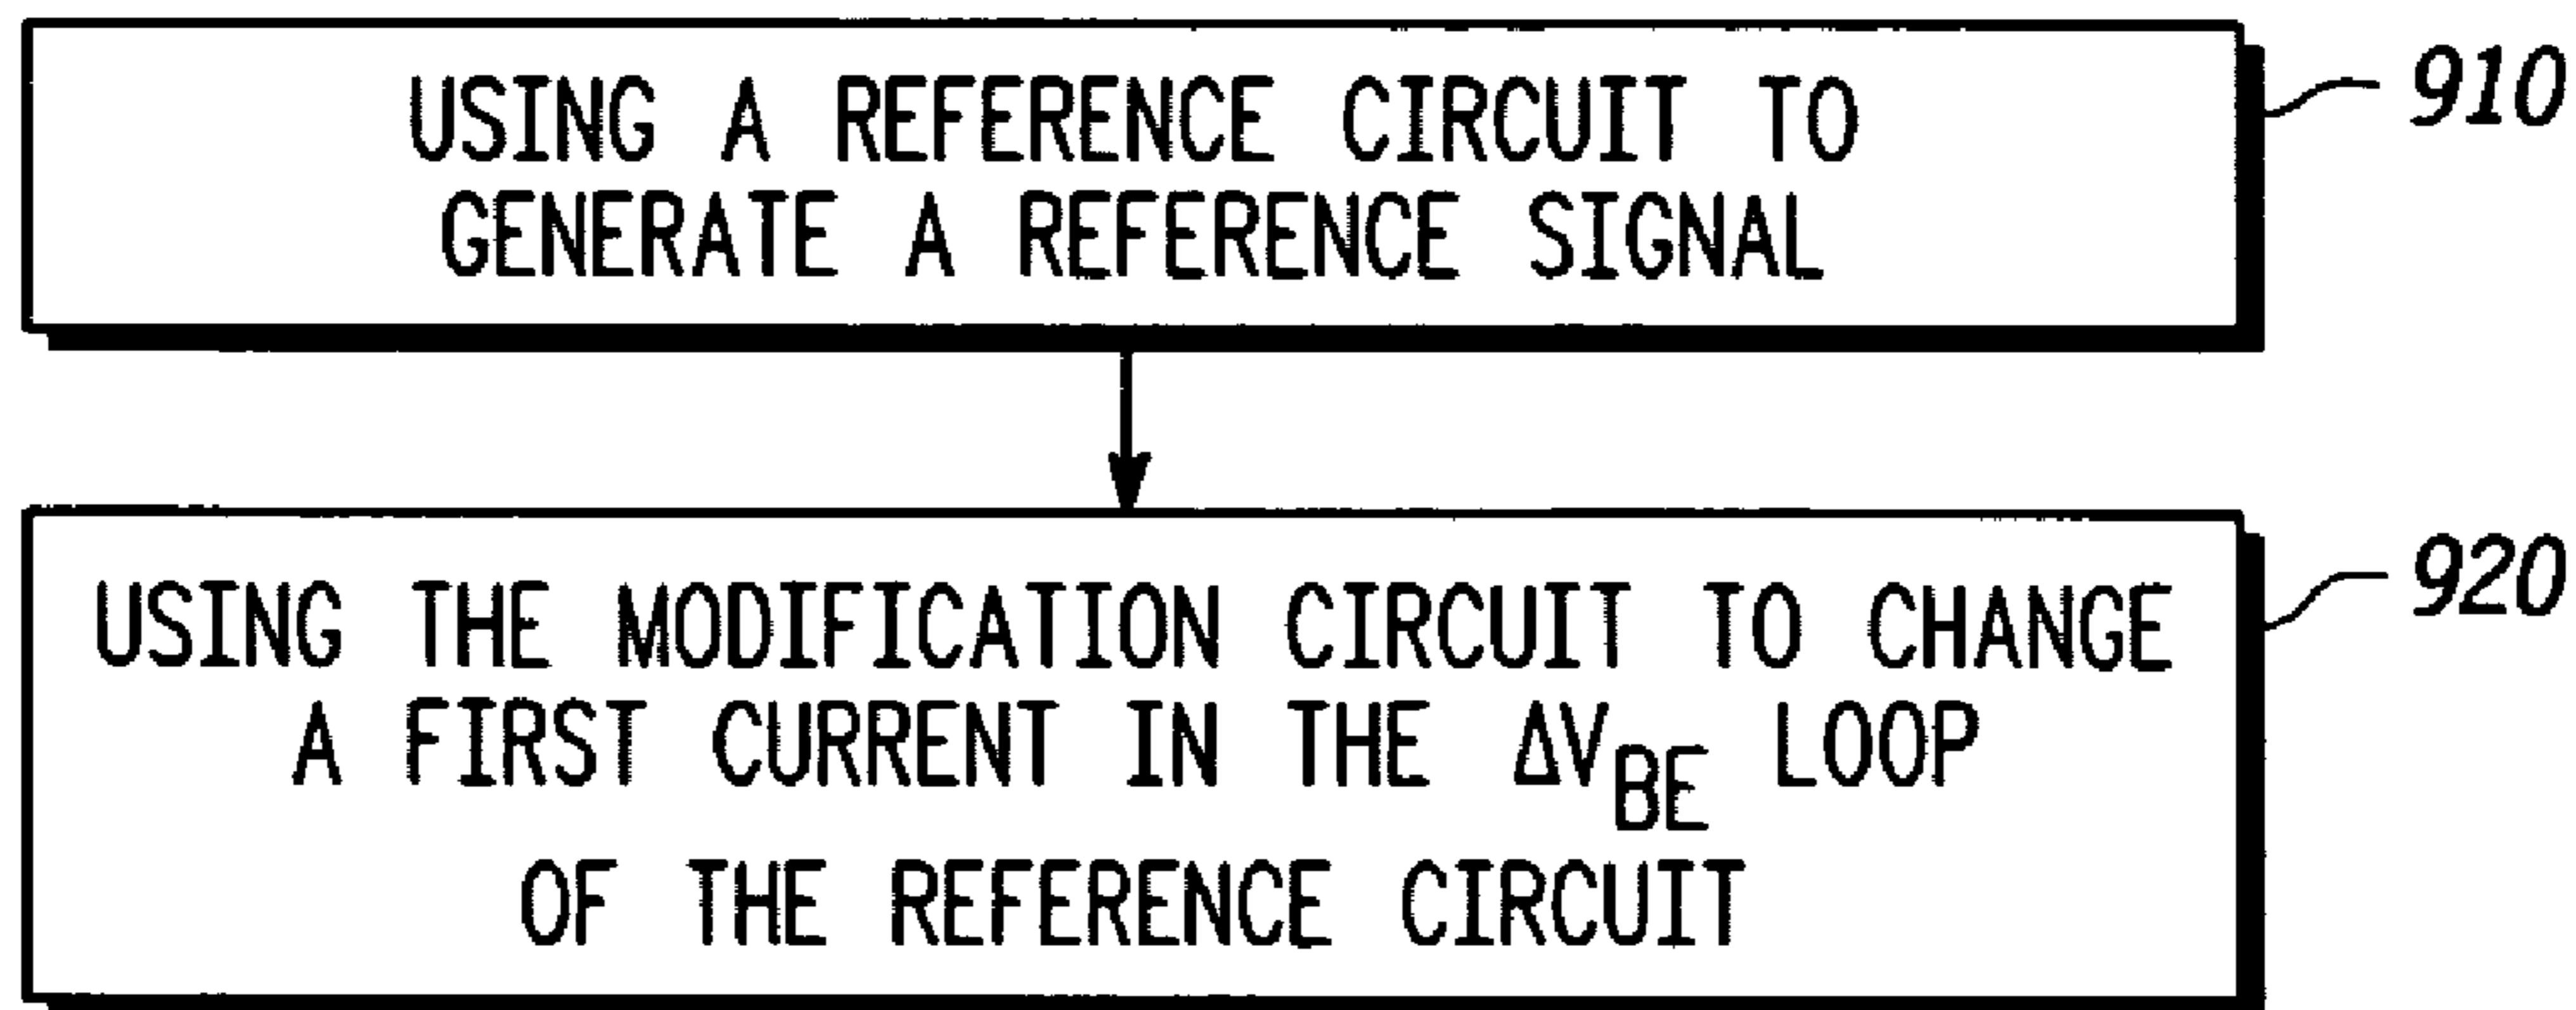 USING A REFERENCE CIRCUIT TO
GENERATE A REFERENCE SIGNAL
910
USING THE MODIFICATION CIRCUIT TO CHANGE
A FIRST CURRENT IN THE ΔVBE LOOP
OF THE REFERENCE CIRCUIT
920